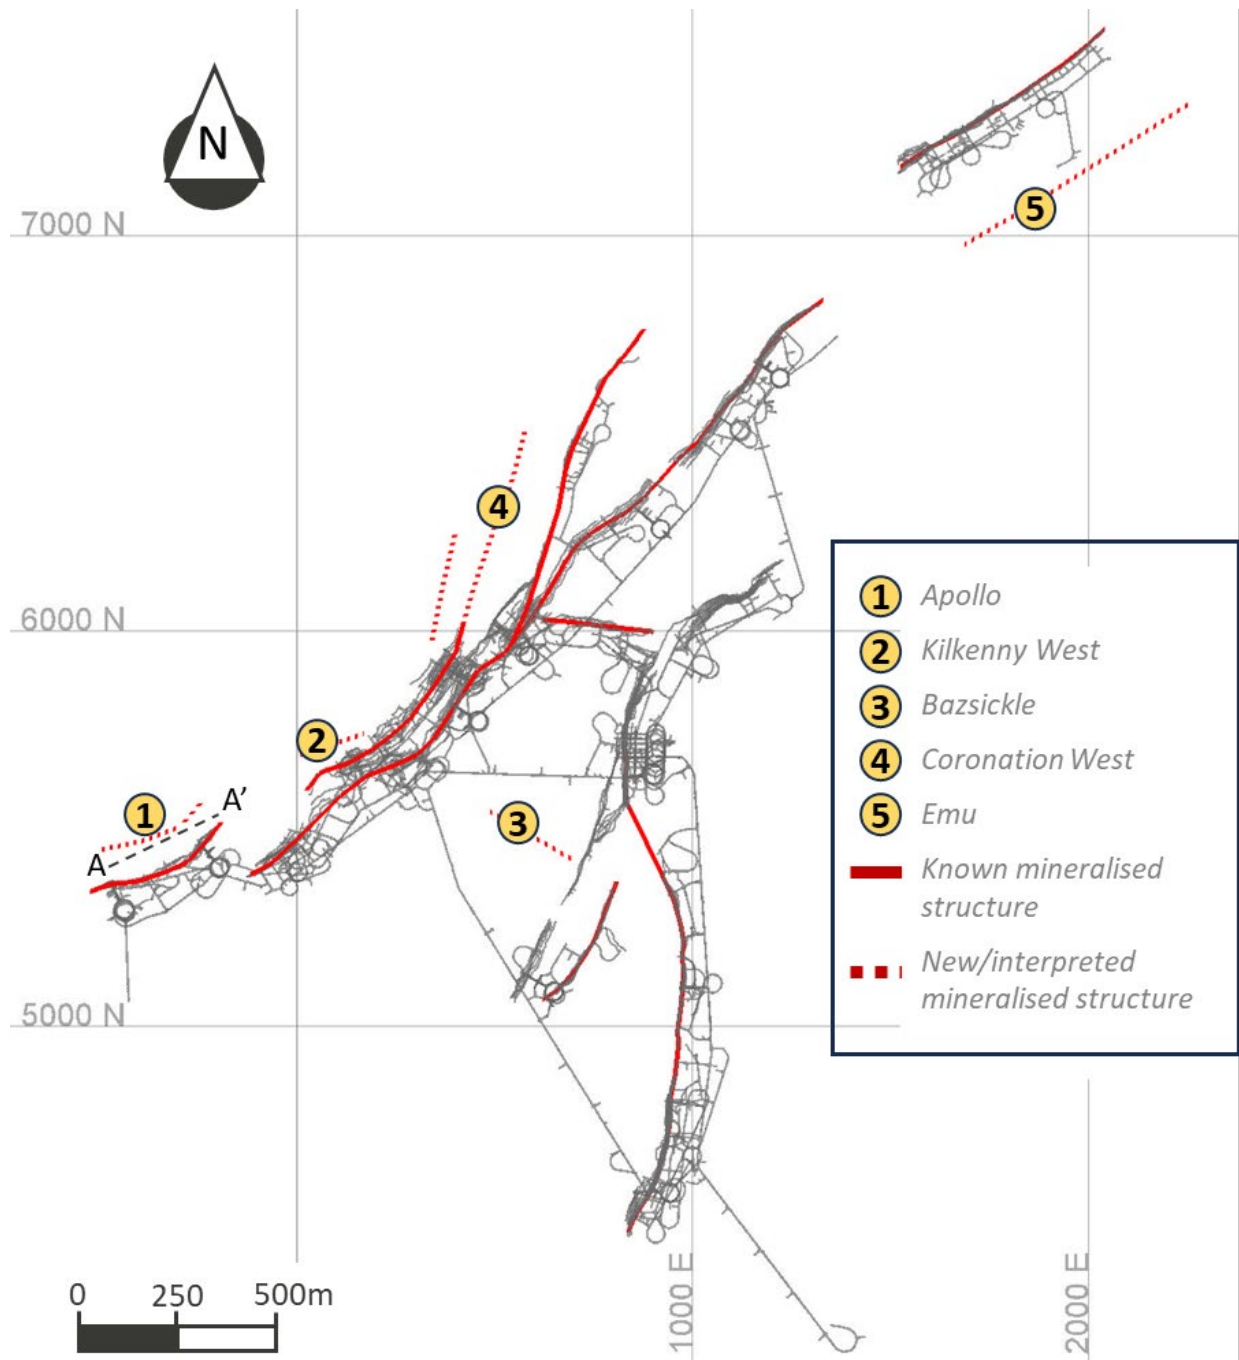 N
7000 N
5
4
6000 N
2
1
A'
A
3
5000 N
1 Apollo
2 Kilkenny West
3 Bazsickle
4 Coronation West
5 Emu
Known mineralised
structure
New/interpreted
mineralised structure
1000 E
2000 E
0 250 500m